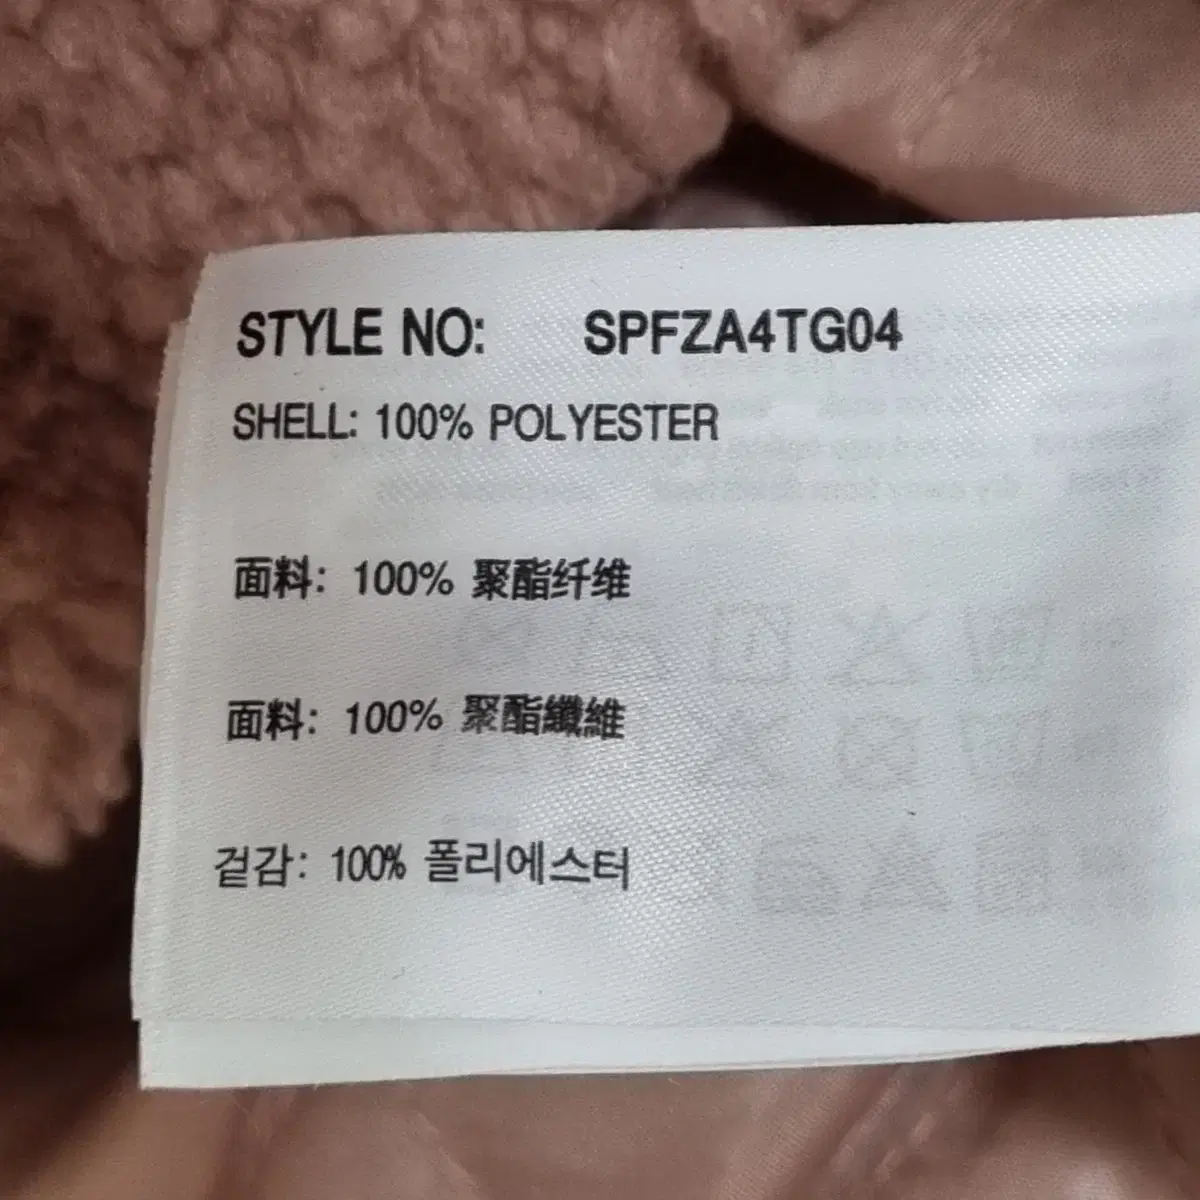 STYLE NO: SPFZA4TG04
SHELL: 100% POLYESTER
面料: 100% 聚酯纤维
面料: 100% 聚酯纖維
겉감: 100% 폴리에스터